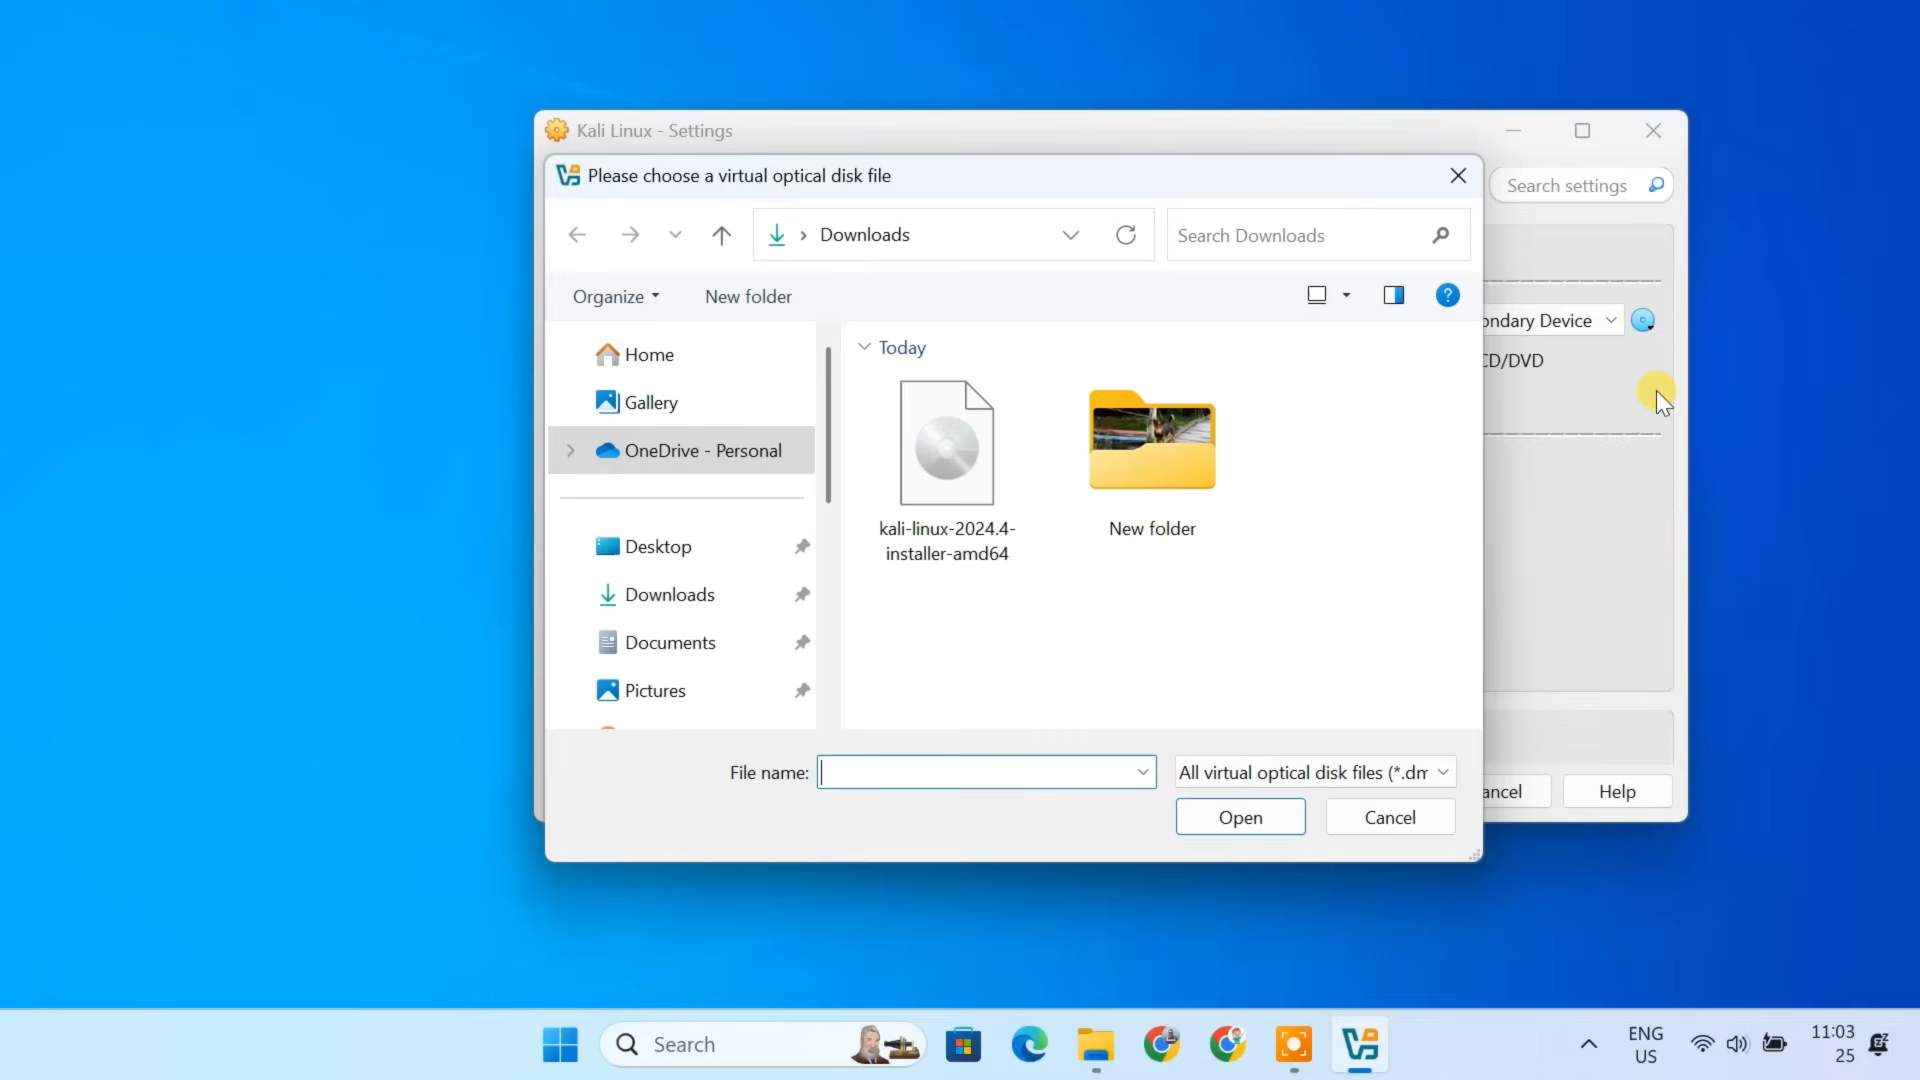 Kali Linux - Settings
Please choose a virtual optical disk file
Search settings
Downloads
Search Downloads
Organize
New folder
ondary Device
CD/DVD
Home
Gallery
OneDrive - Personal
Desktop
Downloads
Documents
Pictures
Today
kali-linux-2024.4-
installer-amd64
New folder
File name:
All virtual optical disk files (*.dm
Open
Cancel
ancel
Help
Search
ENG
US
11:03
25